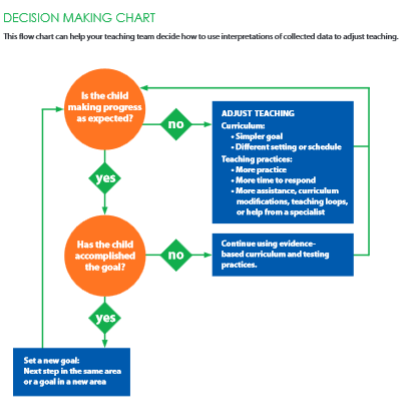 DECISION MAKING CHART
This flow chart can help your teaching team decide how to use interpretations of collected data to adjust teaching.
Is the child
making progress
as expected?
no
ADJUST TEACHING
Curriculum:
• Simpler goal
• Different setting or schedule
Teaching practices:
• More practice
• More time to respond
• More assistance, curriculum
modifications, teaching loops,
or help from a specialist
yes
Has the child
accomplished
the goal?
no
Continue using evidence-
based curriculum and testing
practices.
yes
Set a new goal:
Next step in the same area
or a goal in a new area